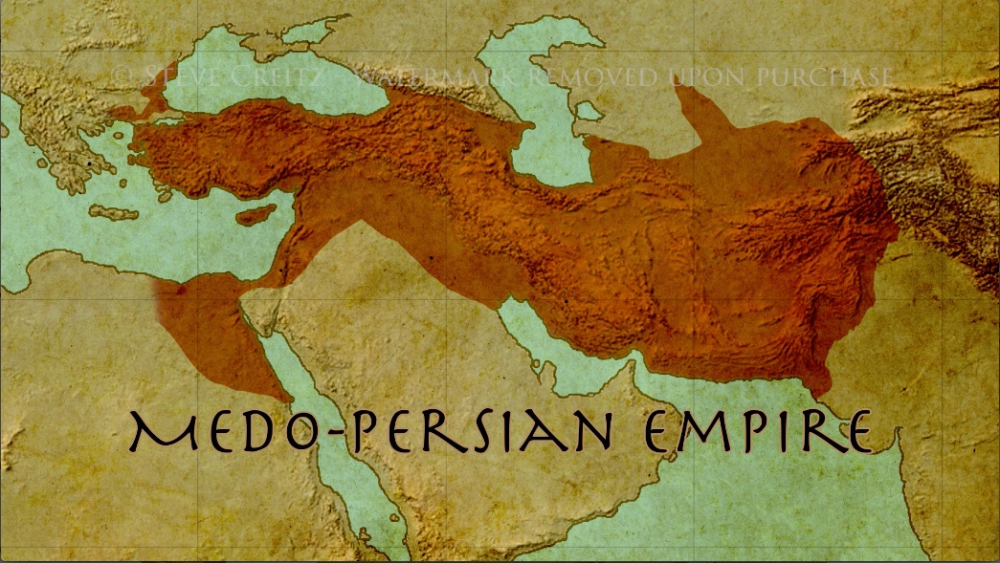 © Steve Creitz - watermark removed upon purchase
Medo-Persian Empire